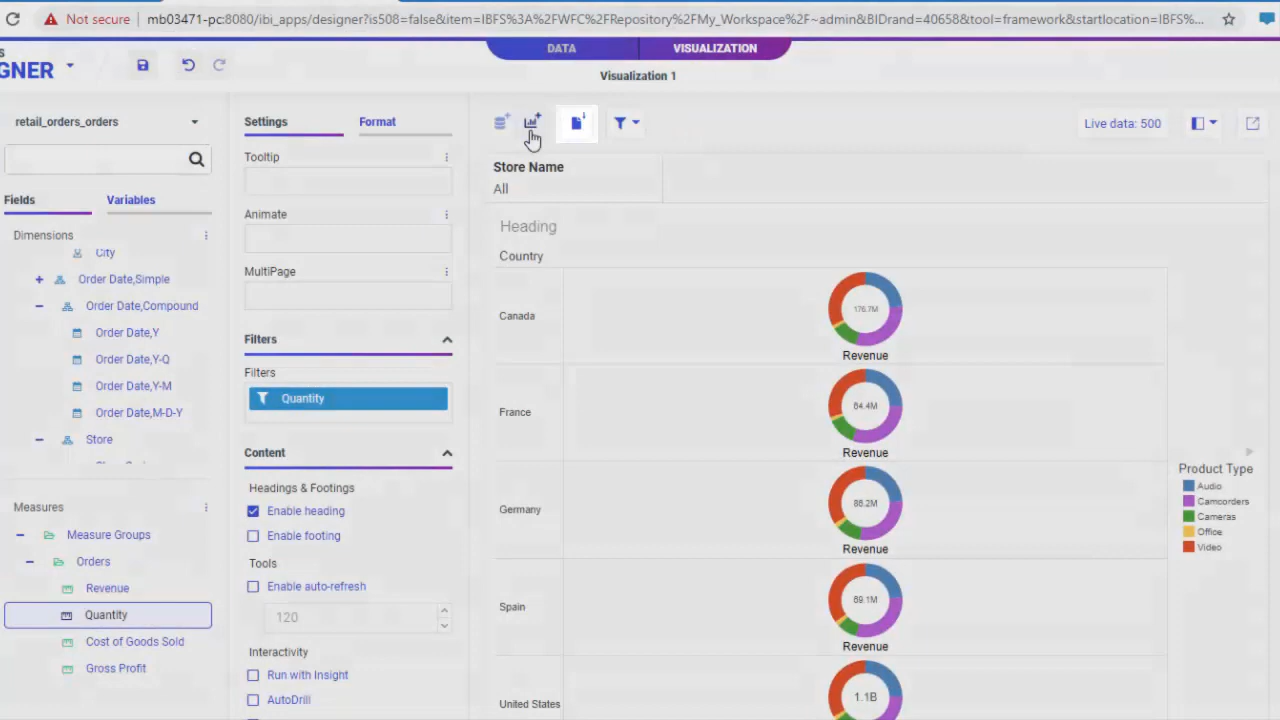 Not secure
mb03471-pc:8080/ibi_apps/designer?is508=false&item=IBFS%3A%2FWFC%2FRepository%2FMy_Workspace%2F~admin&BIDrand=40658&tool=framework&startlocation=IBFS%...
S
GNER
DATA
VISUALIZATION
Visualization 1
retail_orders_orders
Fields
Variables
Dimensions
City
Order Date,Simple
Order Date,Compound
Order Date,Y
Order Date,Y-Q
Order Date,Y-M
Order Date,M-D-Y
Store
Measures
Measure Groups
Orders
Revenue
Quantity
Cost of Goods Sold
Gross Profit
Settings
Format
Tooltip
Animate
MultiPage
Filters
Filters
Quantity
Content
Headings & Footings
Enable heading
Enable footing
Tools
Enable auto-refresh
120
Interactivity
Run with Insight
AutoDrill
Live data: 500
Store Name
All
Heading
Country
Canada
176.7M
Revenue
France
84.4M
Revenue
Germany
88.2M
Revenue
Spain
69.1M
Revenue
United States
1.1B
Product Type
Audio
Camcorders
Cameras
Office
Video